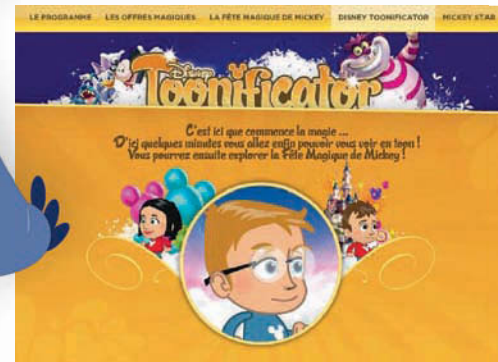 LE PROGRAMME LES OFFRES MAGIQUES LA FÊTE MAGIQUE DE MICKEY DISNEY TOONIFICATOR MICKEY STAR
Disney
Toonificator
C'est ici que commence la magie ...
D'ici quelques minutes vous allez enfin pouvoir vous voir en toon !
Vous pourrez ensuite explorer la Fête Magique de Mickey !